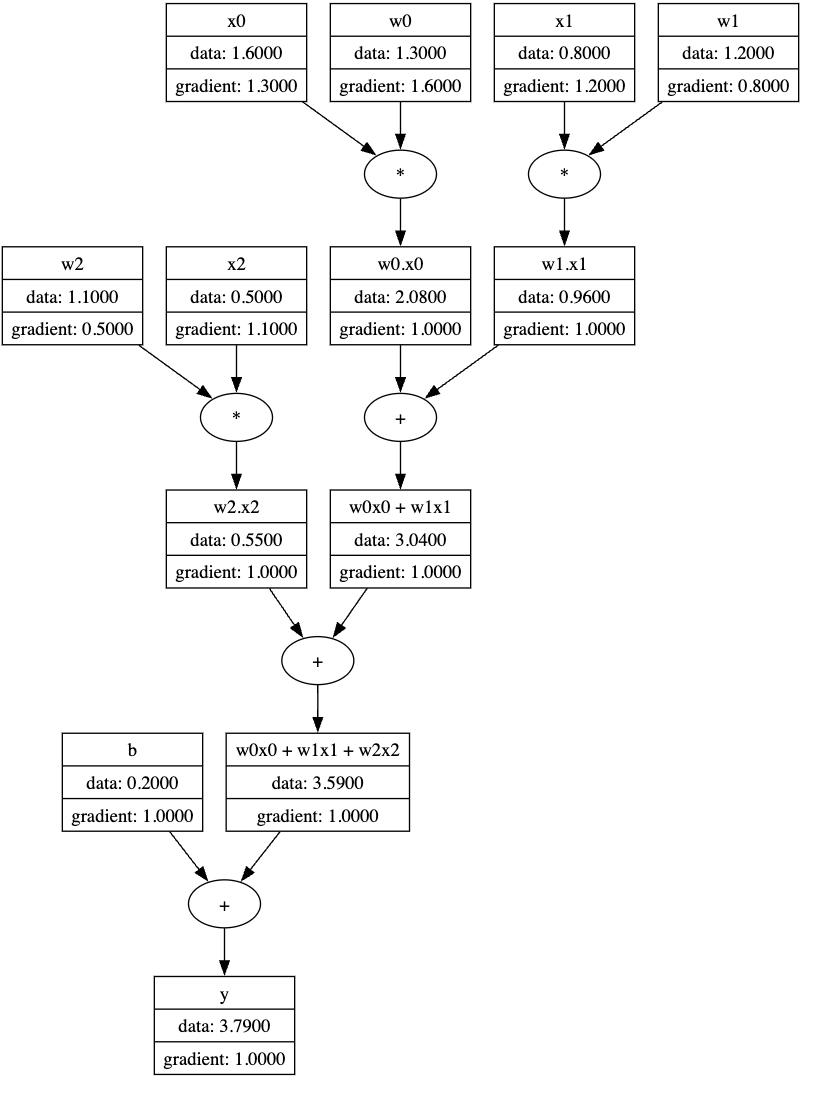 x0
data: 1.6000
gradient: 1.3000
w0
data: 1.3000
gradient: 1.6000
x1
data: 0.8000
gradient: 1.2000
w1
data: 1.2000
gradient: 0.8000
*
*
w2
data: 1.1000
gradient: 0.5000
x2
data: 0.5000
gradient: 1.1000
w0.x0
data: 2.0800
gradient: 1.0000
w1.x1
data: 0.9600
gradient: 1.0000
*
+
w2.x2
data: 0.5500
gradient: 1.0000
w0x0 + w1x1
data: 3.0400
gradient: 1.0000
+
b
data: 0.2000
gradient: 1.0000
w0x0 + w1x1 + w2x2
data: 3.5900
gradient: 1.0000
+
y
data: 3.7900
gradient: 1.0000